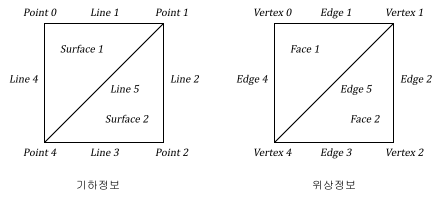 Point 0 Line 1 Point 1
Surface 1
Line 4
Line 2
Line 5
Surface 2
Point 4 Line 3 Point 2
기하정보
Vertex 0 Edge 1 Vertex 1
Face 1
Edge 4
Edge 2
Edge 5
Face 2
Vertex 4 Edge 3 Vertex 2
위상정보